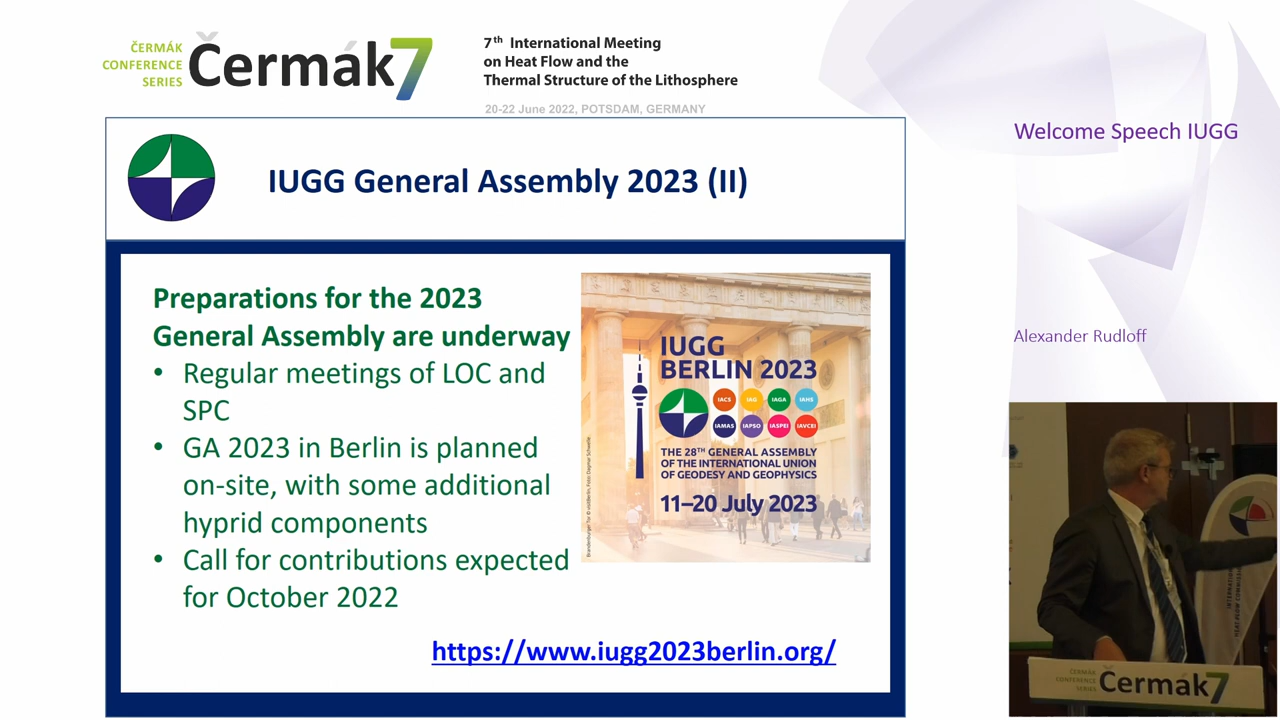 ČERMÁK
CONFERENCE
SERIES
Čermák7
7th International Meeting
on Heat Flow and the
Thermal Structure of the Lithosphere
20-22 June 2022, POTSDAM, GERMANY
Welcome Speech IUGG
Alexander Rudloff
IUGG General Assembly 2023 (II)
Preparations for the 2023
General Assembly are underway
• Regular meetings of LOC and
SPC
• GA 2023 in Berlin is planned
on-site, with some additional
hyprid components
• Call for contributions expected
for October 2022
https://www.iugg2023berlin.org/
IUGG
BERLIN 2023
IACS IAG IAGA IAHS
IAMAS IAPSO IASPEI IAVCEI
THE 28TH GENERAL ASSEMBLY
OF THE INTERNATIONAL UNION
OF GEODESY AND GEOPHYSICS
11–20 July 2023
ČERMÁK
CONFERENCE
SERIES
Čermák7